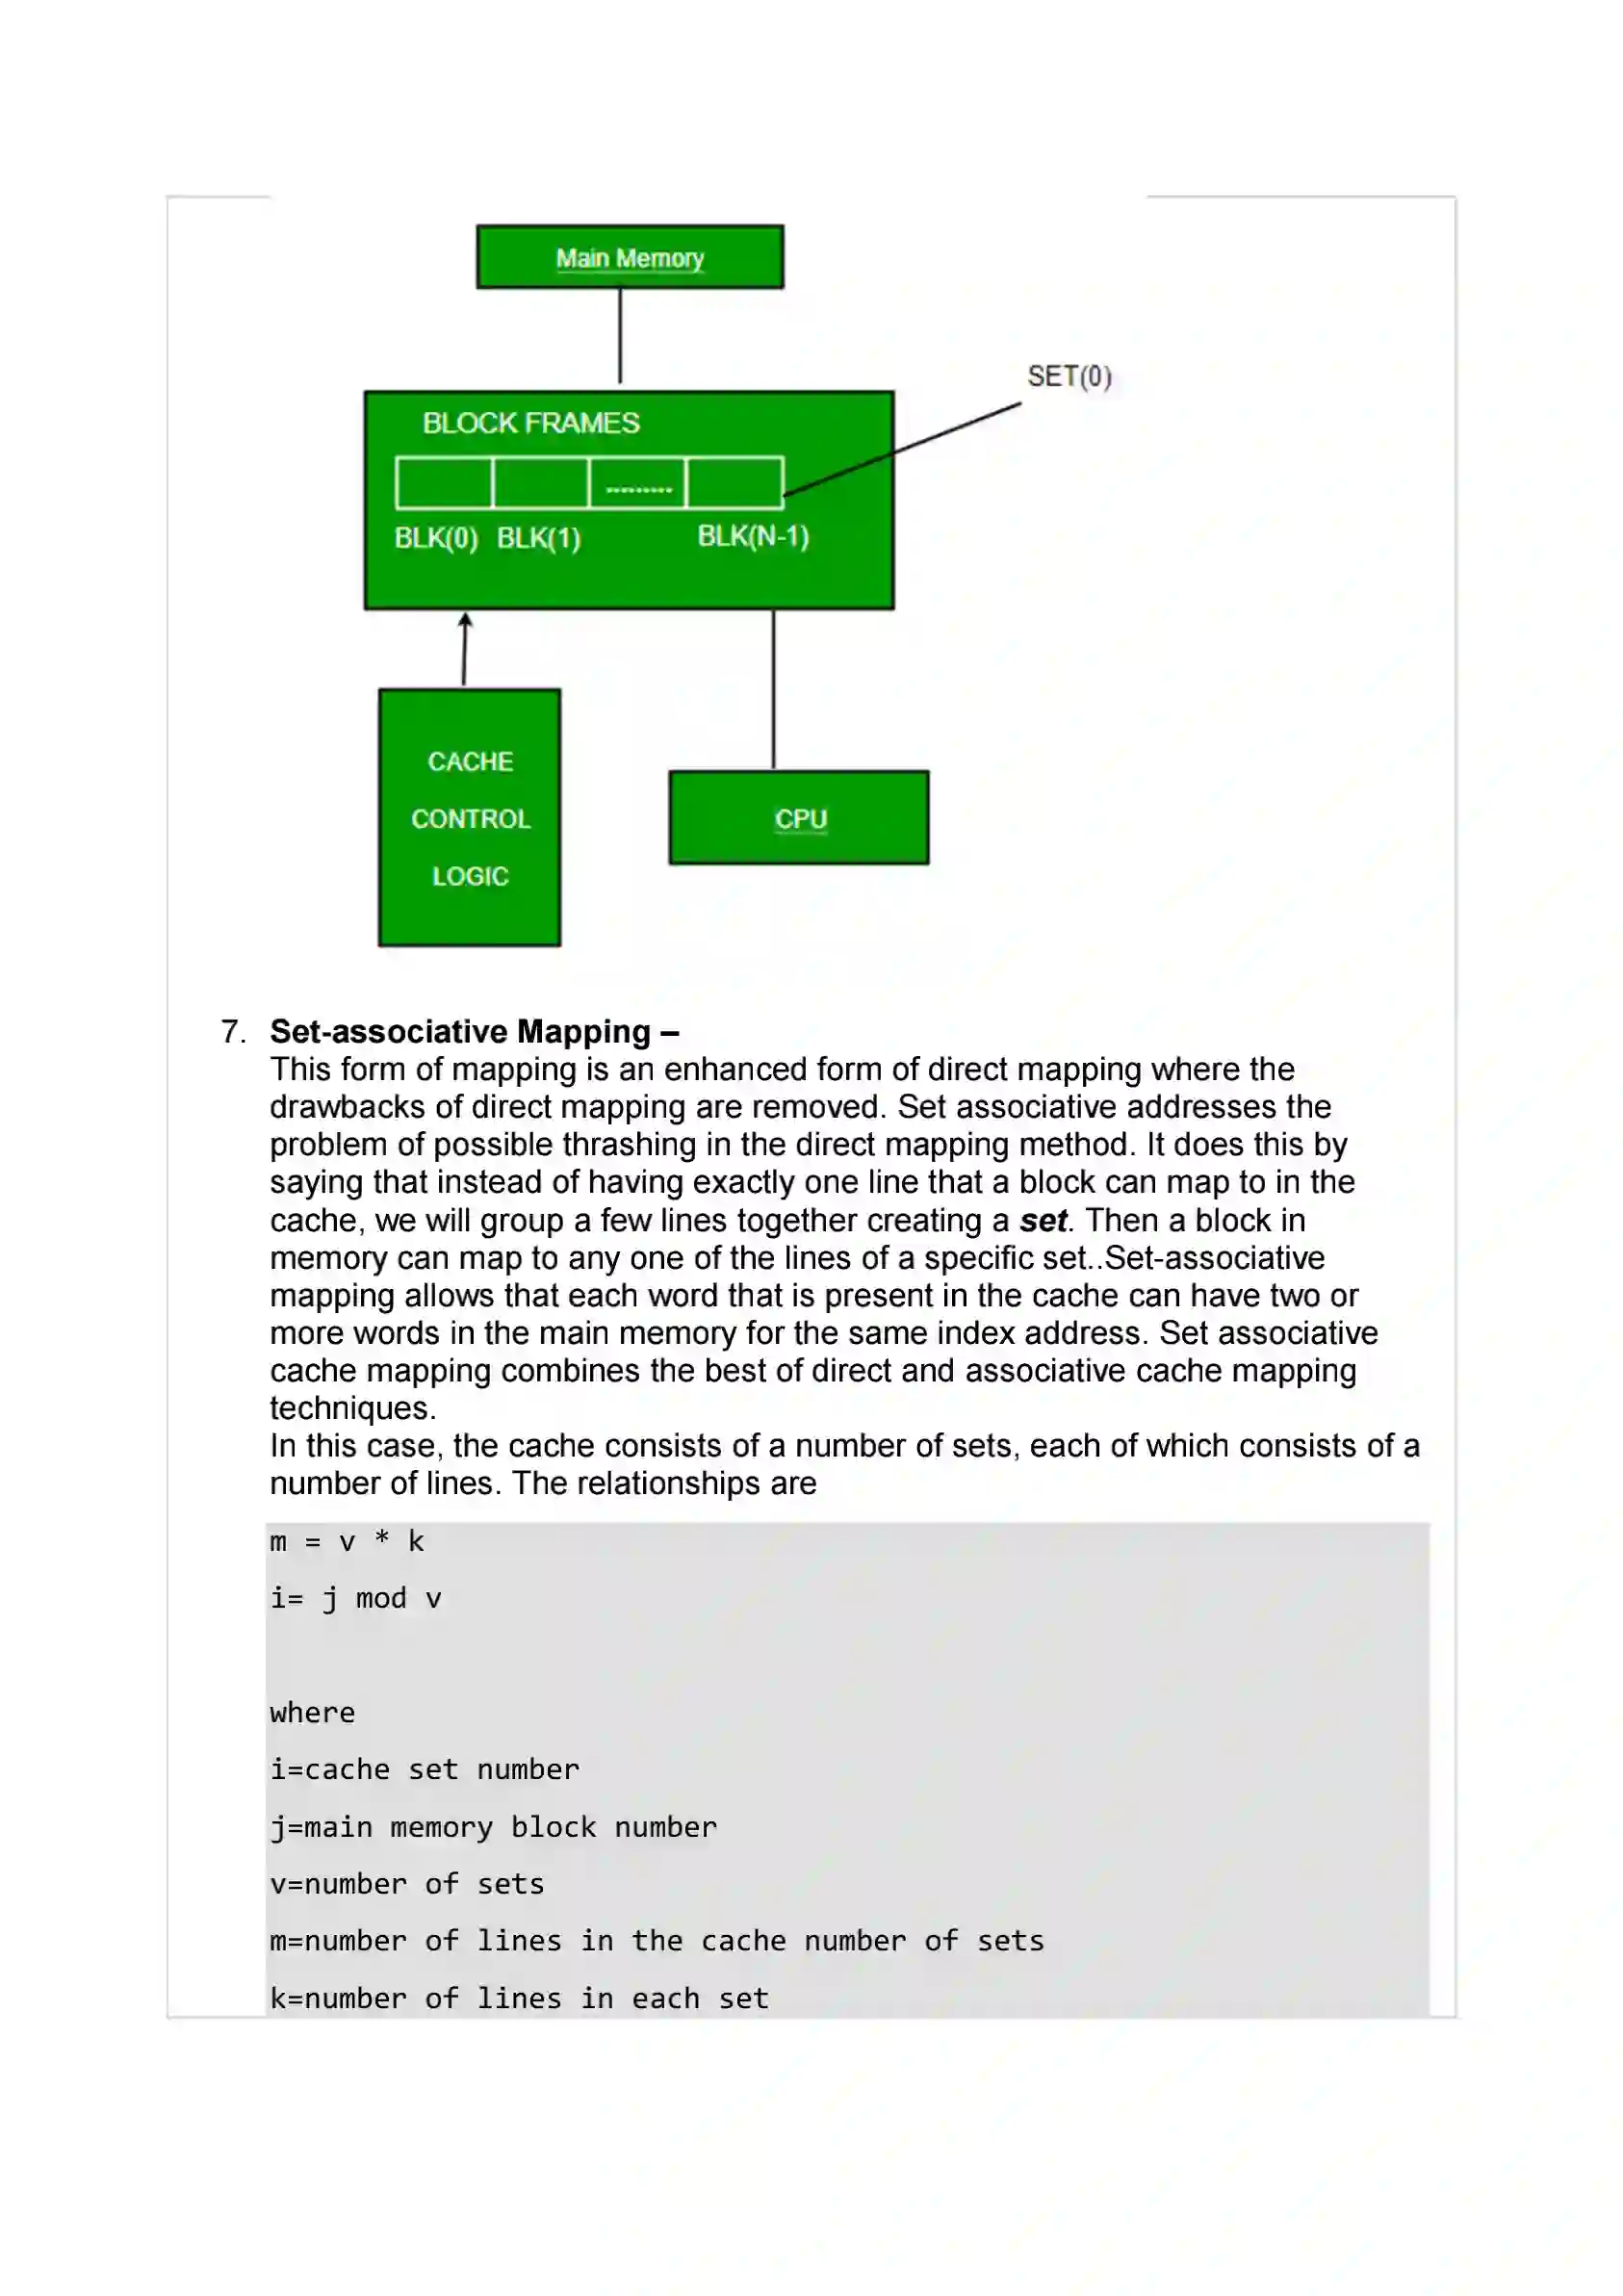 Main Memory
SET(0)
BLOCK FRAMES
.........
BLK(0) BLK(1) BLK(N-1)
CACHE
CONTROL
LOGIC
CPU
7. Set-associative Mapping –
This form of mapping is an enhanced form of direct mapping where the
drawbacks of direct mapping are removed. Set associative addresses the
problem of possible thrashing in the direct mapping method. It does this by
saying that instead of having exactly one line that a block can map to in the
cache, we will group a few lines together creating a set. Then a block in
memory can map to any one of the lines of a specific set..Set-associative
mapping allows that each word that is present in the cache can have two or
more words in the main memory for the same index address. Set associative
cache mapping combines the best of direct and associative cache mapping
techniques.
In this case, the cache consists of a number of sets, each of which consists of a
number of lines. The relationships are
m = v * k
i= j mod v
where
i=cache set number
j=main memory block number
v=number of sets
m=number of lines in the cache number of sets
k=number of lines in each set